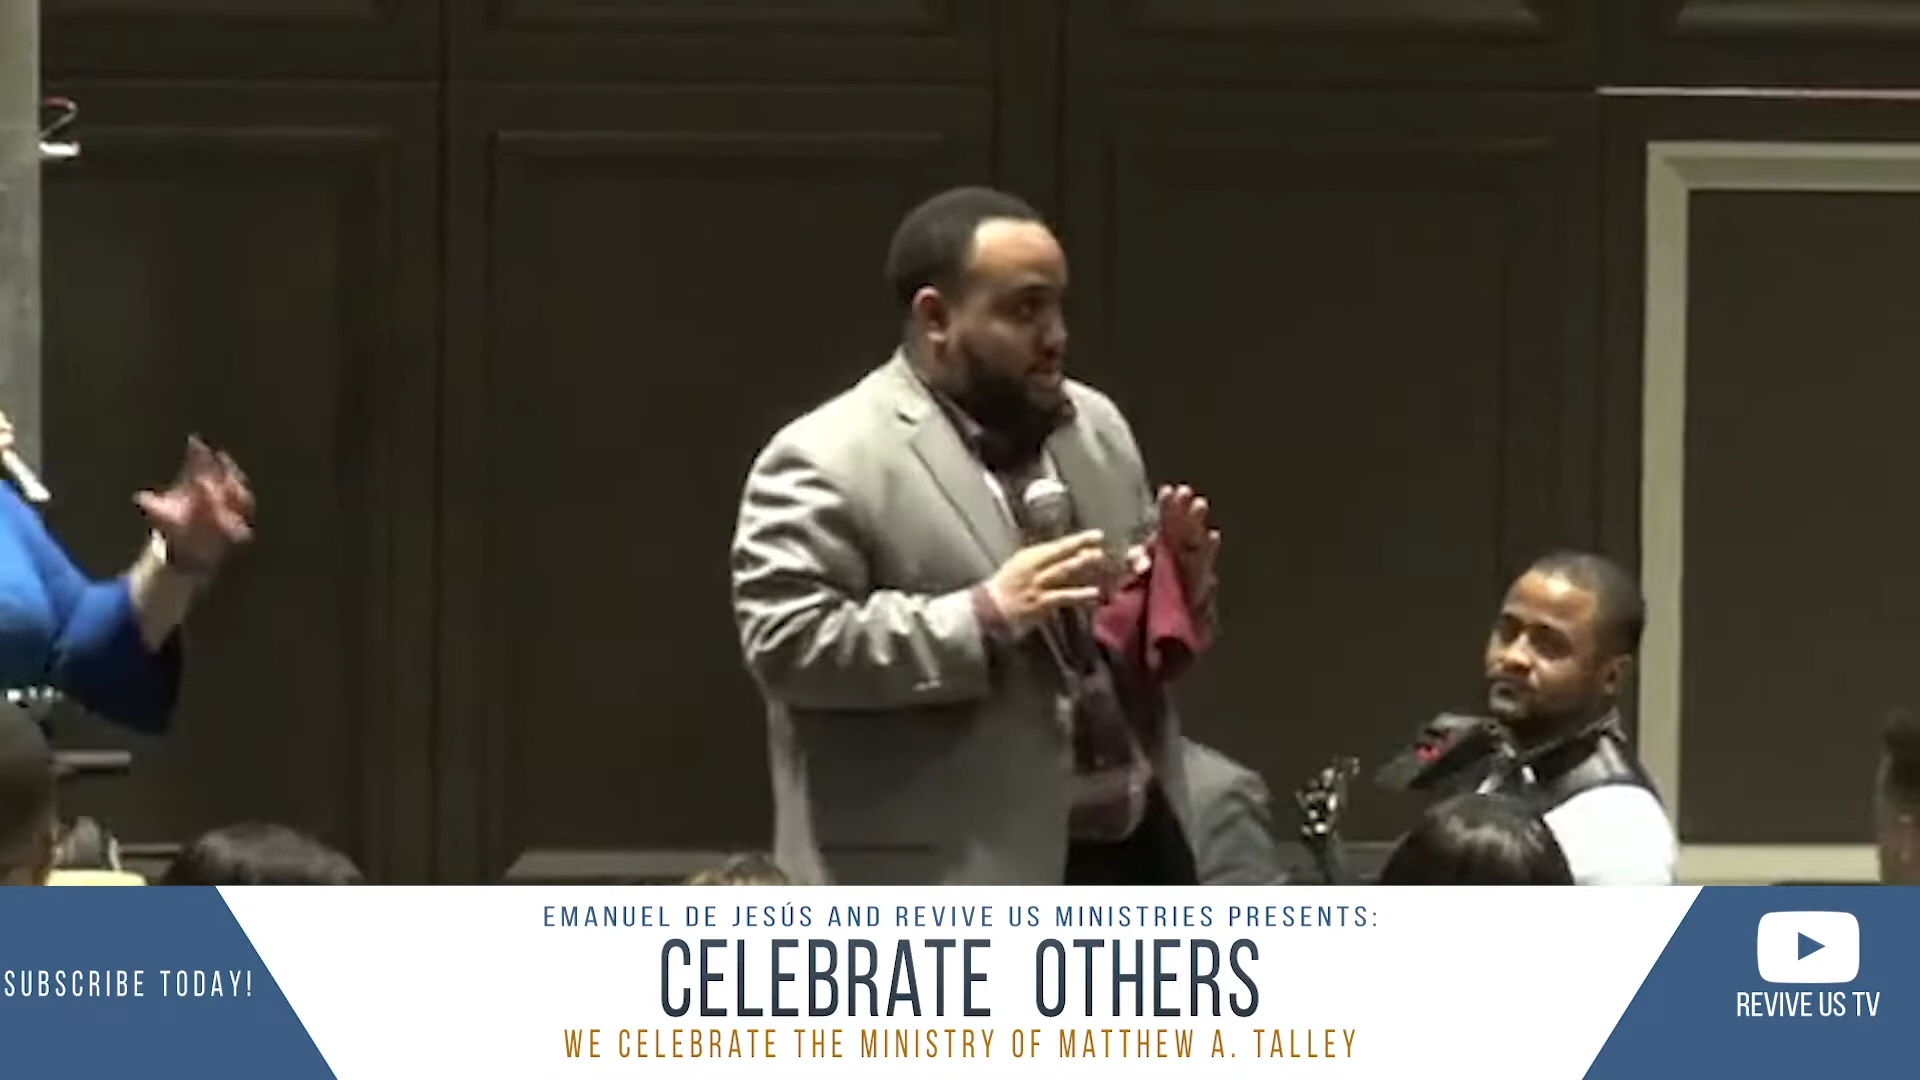 EMANUEL DE JESÚS AND REVIVE US MINISTRIES PRESENTS:
CELEBRATE OTHERS
WE CELEBRATE THE MINISTRY OF MATTHEW A. TALLEY
SUBSCRIBE TODAY!
REVIVE US TV